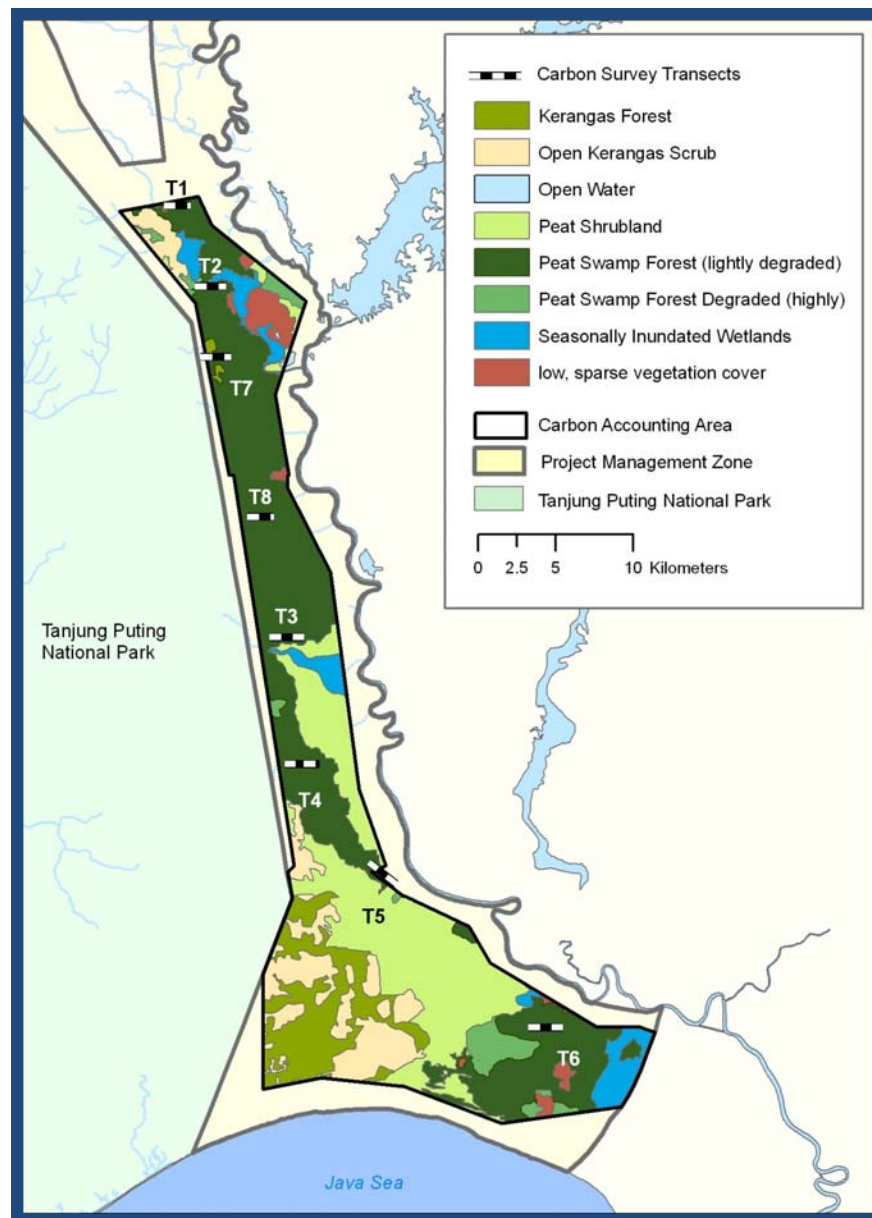 Carbon Survey Transects
Kerangas Forest
Open Kerangas Scrub
Open Water
Peat Shrubland
Peat Swamp Forest (lightly degraded)
Peat Swamp Forest Degraded (highly)
Seasonally Inundated Wetlands
low, sparse vegetation cover
Carbon Accounting Area
Project Management Zone
Tanjung Puting National Park
0 2.5 5 10 Kilometers
T1
T2
T7
T8
T3
Tanjung Puting
National Park
T4
T5
T6
Java Sea